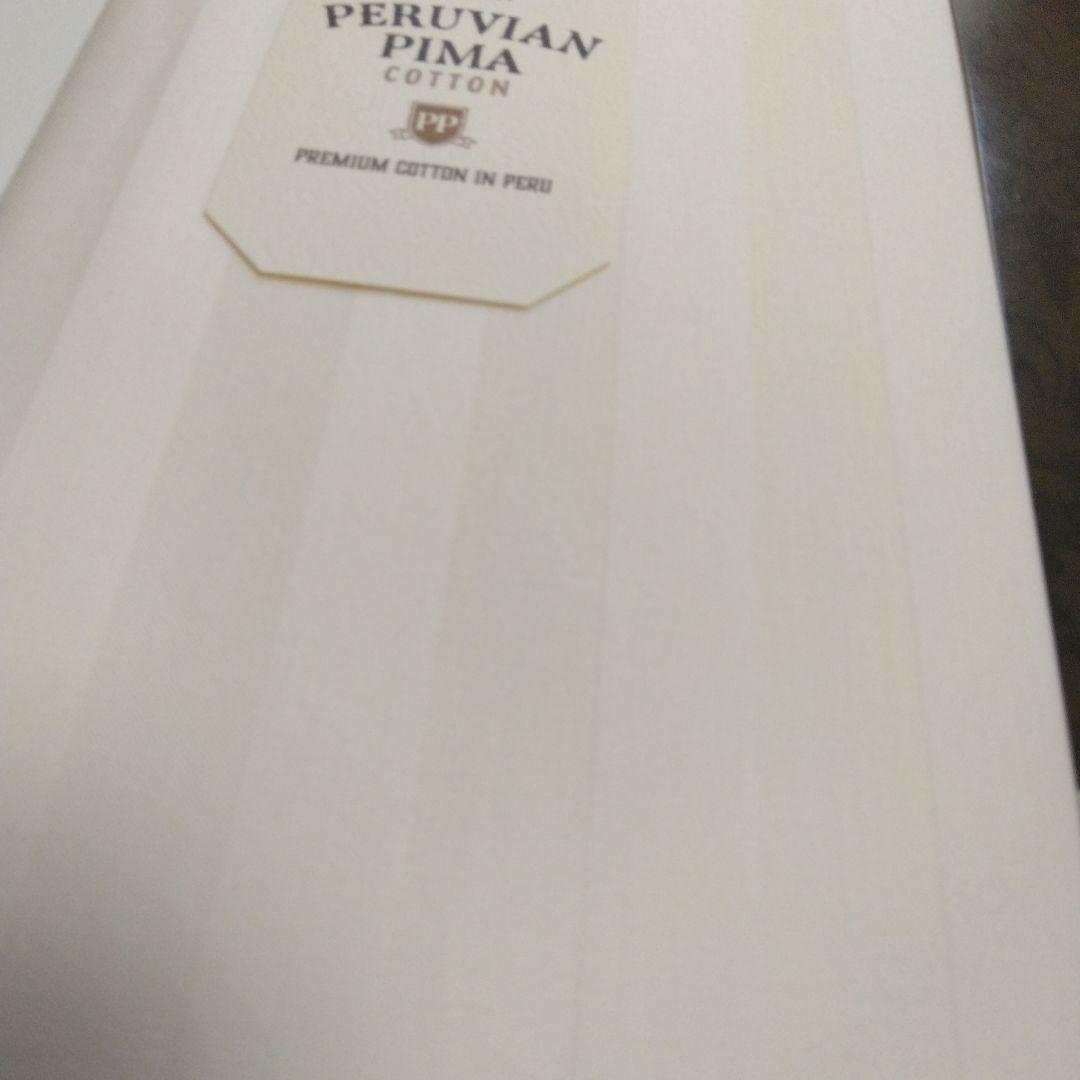 PERUVIAN
PIMA
COTTON
PP
PREMIUM COTTON IN PERU